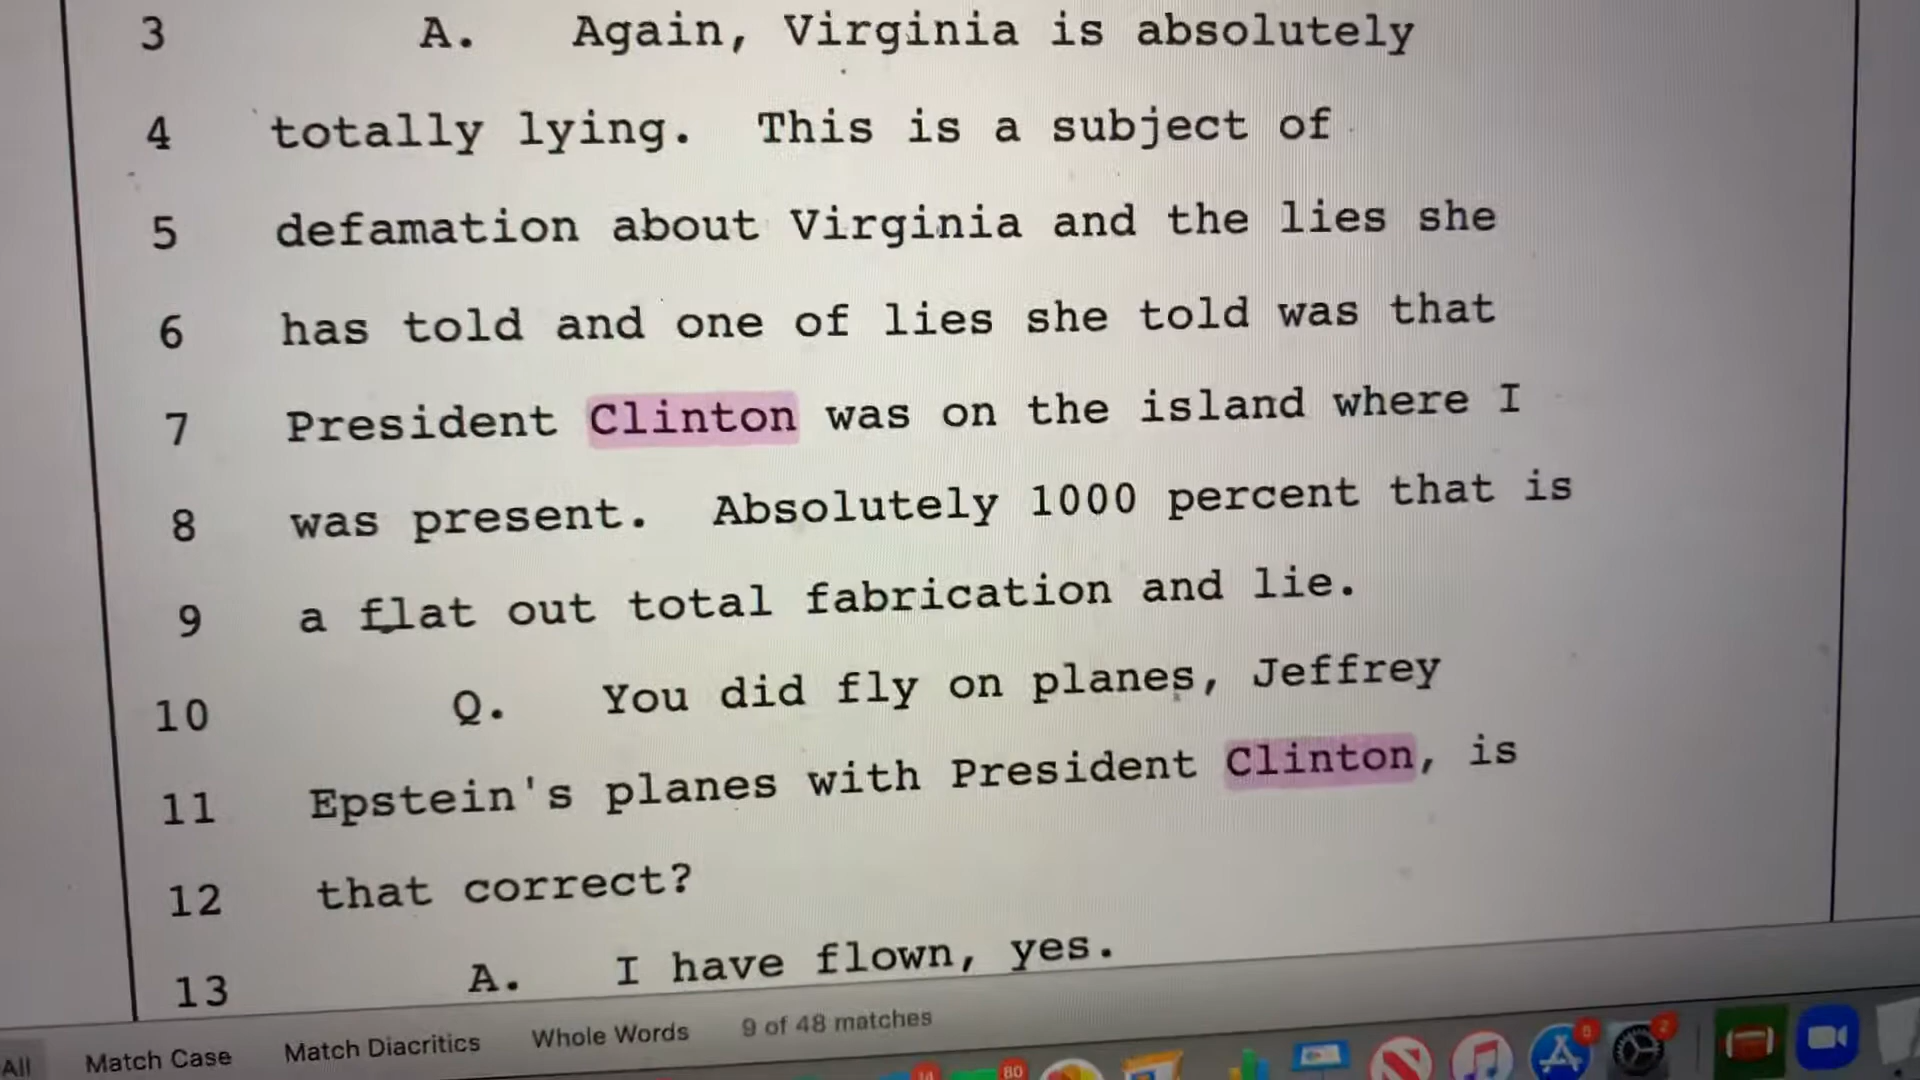 3 A. Again, Virginia is absolutely
4 totally lying. This is a subject of
5 defamation about Virginia and the lies she
6 has told and one of lies she told was that
7 President Clinton was on the island where I
8 was present. Absolutely 1000 percent that is
9 a flat out total fabrication and lie.
10 Q. You did fly on planes, Jeffrey
11 Epstein's planes with President Clinton, is
12 that correct?
13 A. I have flown, yes.
All Match Case Match Diacritics Whole Words 9 of 48 matches
14 80 6 2